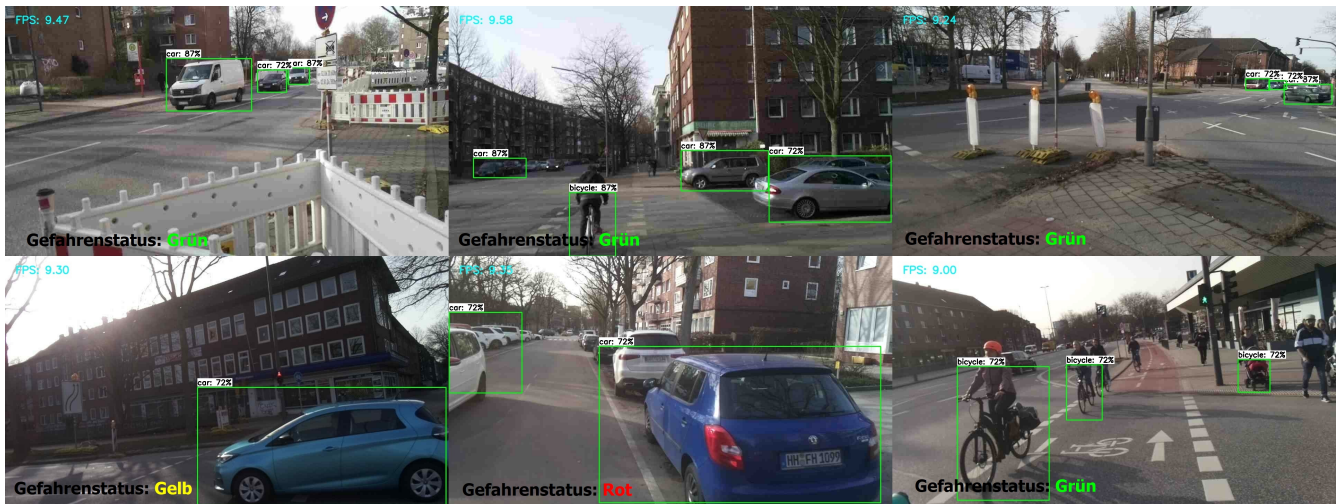 FPS: 9.47
car: 87%
car: 72%
car: 87%
Gefahrenstatus: Grün
FPS: 9.58
car: 87%
car: 87%
car: 72%
bicycle: 87%
Gefahrenstatus: Grün
FPS: 9.24
car: 72%
72%
87%
Gefahrenstatus: Grün
FPS: 9.30
car: 72%
Gefahrenstatus: Gelb
car: 72%
car: 72%
HH FH 1099
Gefahrenstatus: Rot
FPS: 9.00
bicycle: 72%
bicycle: 72%
bicycle: 72%
Gefahrenstatus: Grün